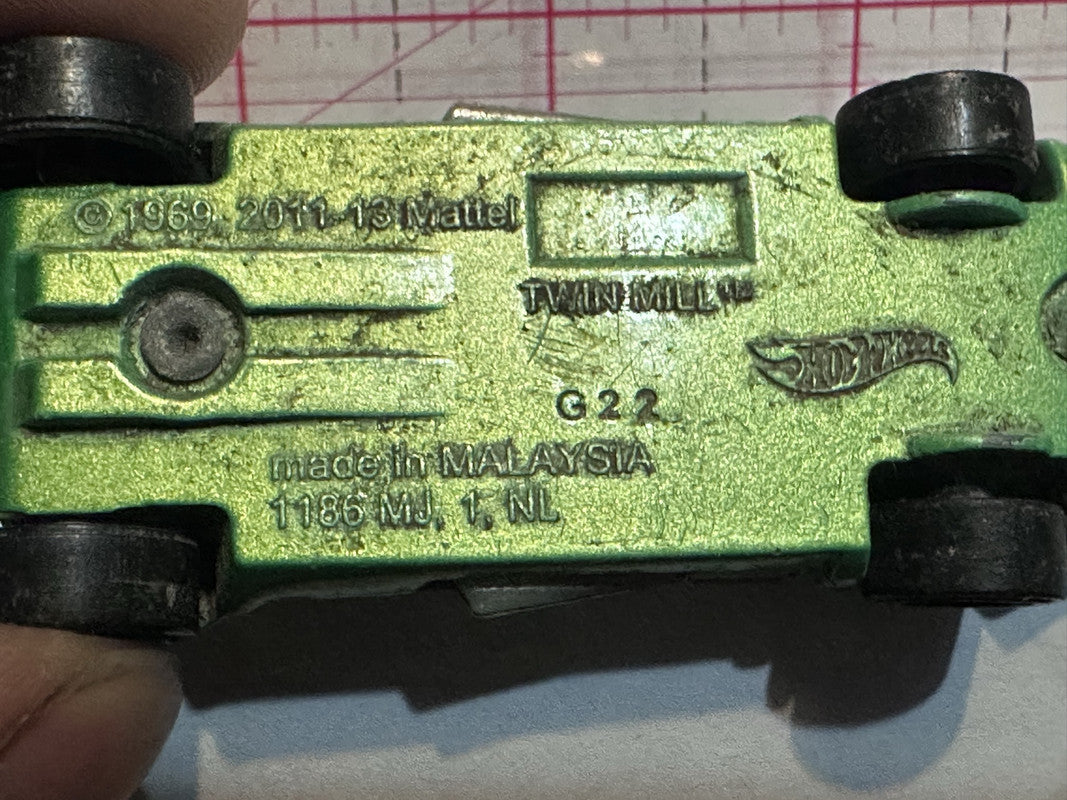 © 1969, 2011-13 Mattel
TWIN MILL™
HOT WHEELS
G22
made in MALAYSIA
1186 MJ, 1, NL